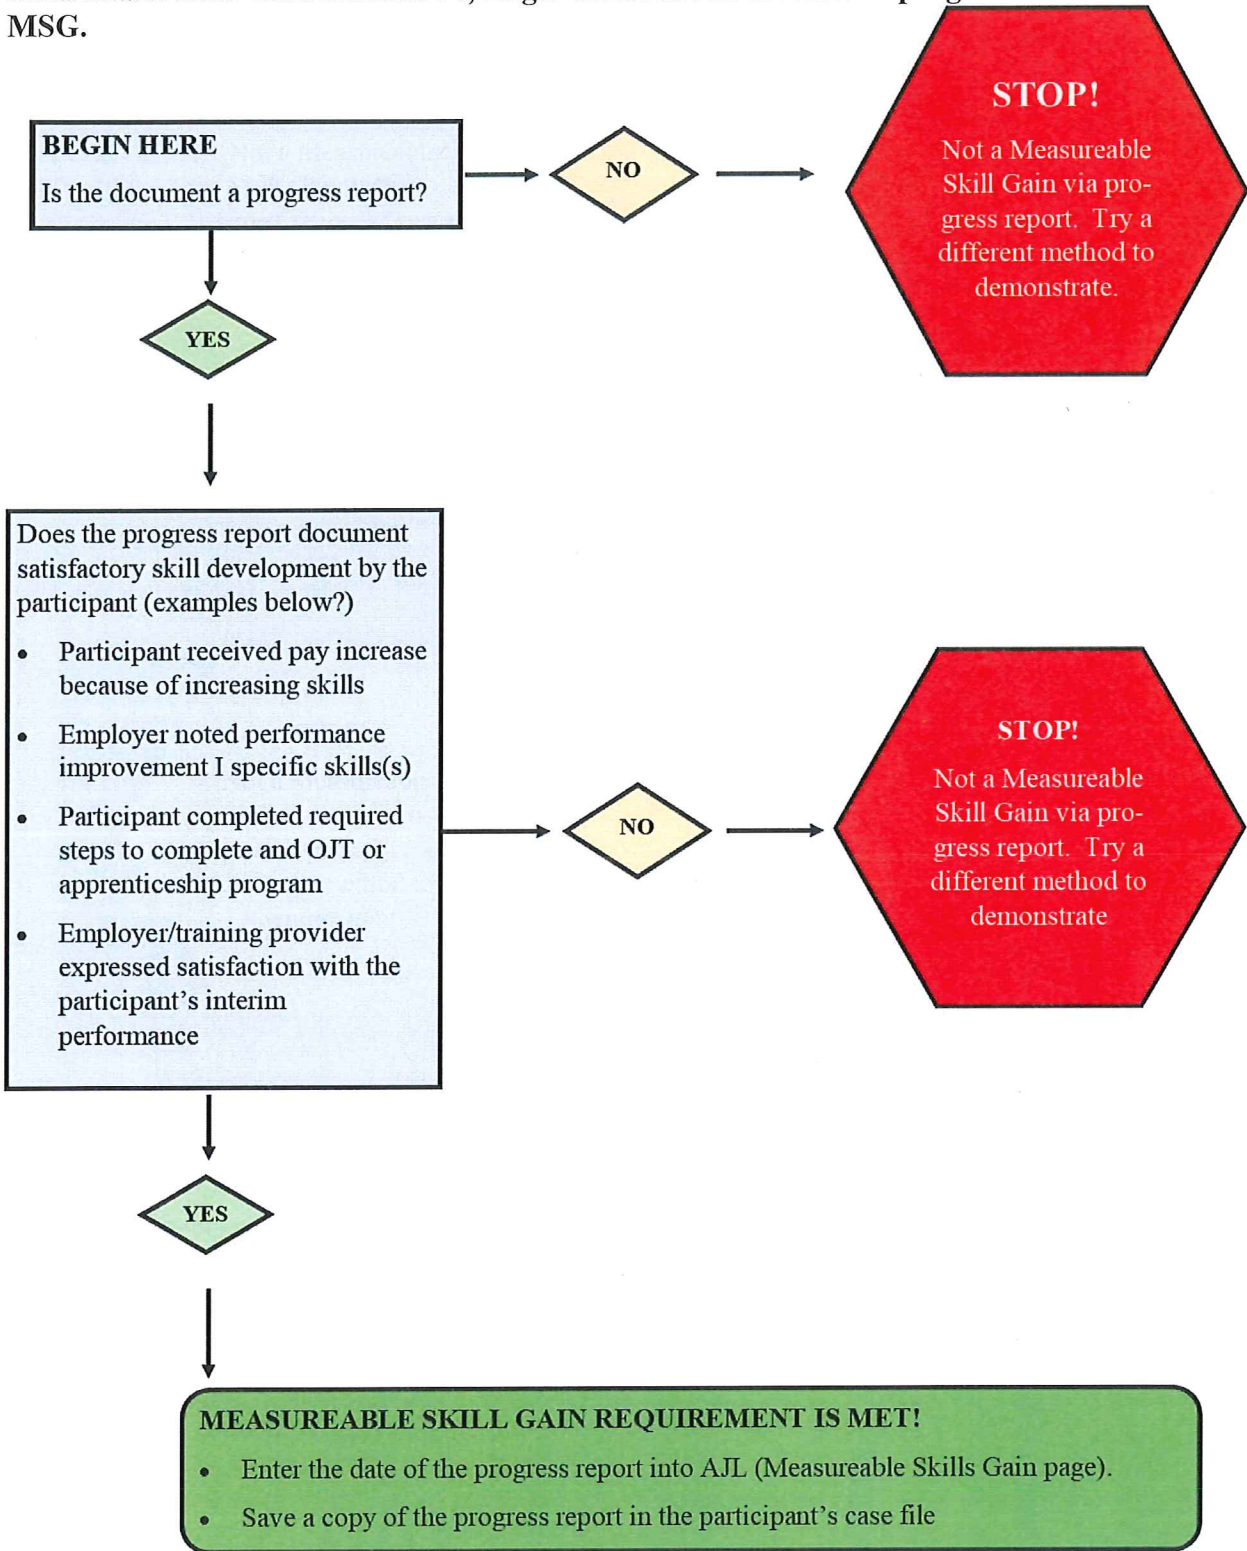 MSG.
BEGIN HERE
Is the document a progress report?
NO
STOP!
Not a Measureable
Skill Gain via pro-
gress report. Try a
different method to
demonstrate.
YES
Does the progress report document
satisfactory skill development by the
participant (examples below?)
• Participant received pay increase
because of increasing skills
• Employer noted performance
improvement I specific skills(s)
• Participant completed required
steps to complete and OJT or
apprenticeship program
• Employer/training provider
expressed satisfaction with the
participant's interim
performance
NO
STOP!
Not a Measureable
Skill Gain via pro-
gress report. Try a
different method to
demonstrate
YES
MEASUREABLE SKILL GAIN REQUIREMENT IS MET!
• Enter the date of the progress report into AJL (Measureable Skills Gain page).
• Save a copy of the progress report in the participant's case file